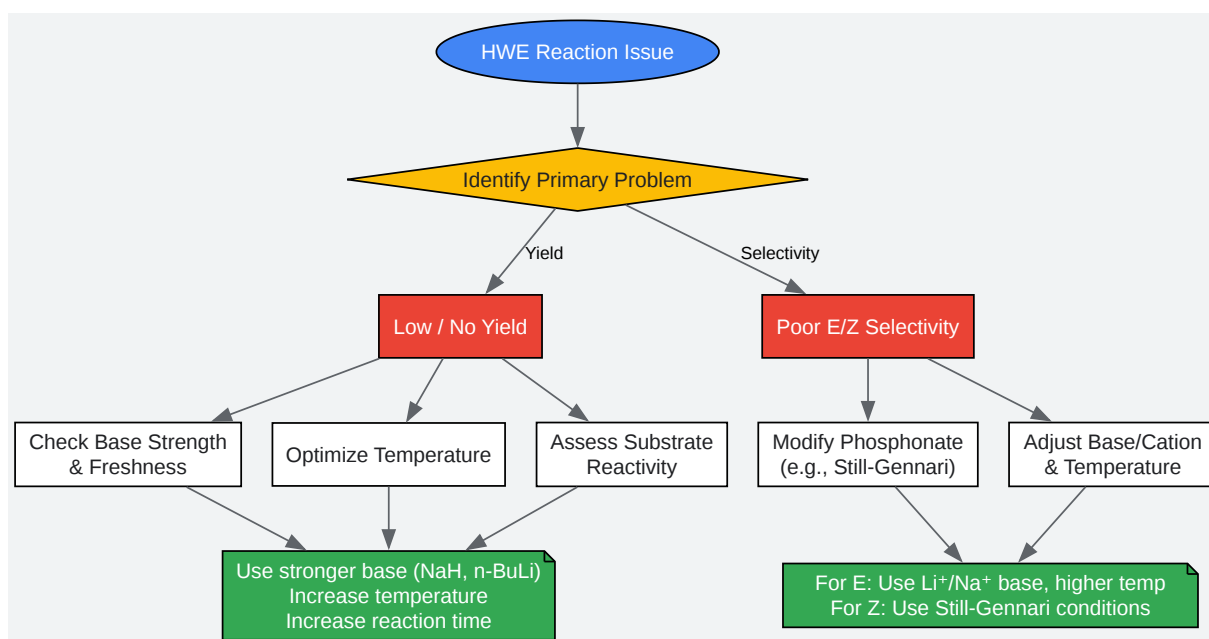 HWE Reaction Issue
Identify Primary Problem
Yield
Selectivity
Low / No Yield
Poor E/Z Selectivity
Check Base Strength
& Freshness
Optimize Temperature
Assess Substrate
Reactivity
Modify Phosphonate
(e.g., Still-Gennari)
Adjust Base/Cation
& Temperature
Use stronger base (NaH, n-BuLi)
Increase temperature
Increase reaction time
For E: Use Li⁺/Na⁺ base, higher temp
For Z: Use Still-Gennari conditions